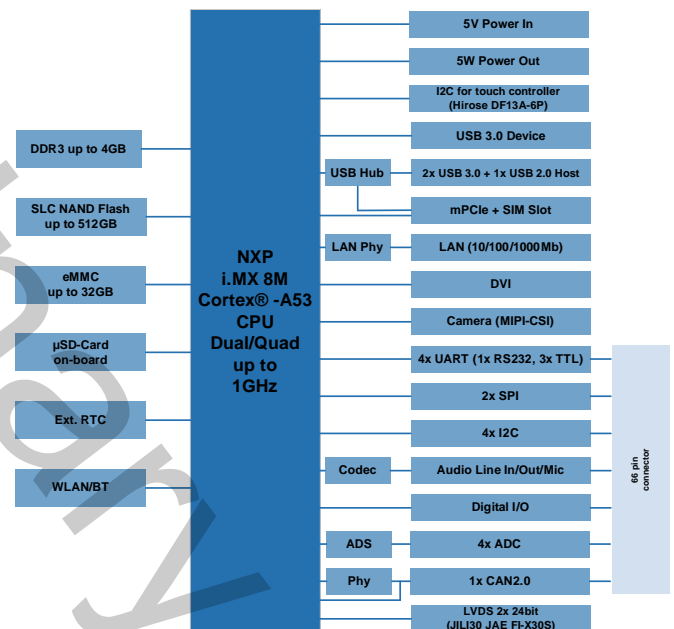 5V Power In
5W Power Out
I2C for touch controller
(Hirose DF13A-6P)
USB 3.0 Device
DDR3 up to 4GB
USB Hub
2x USB 3.0 + 1x USB 2.0 Host
SLC NAND Flash
up to 512GB
mPCIe + SIM Slot
LAN Phy
LAN (10/100/1000Mb)
NXP
i.MX 8M
Cortex® -A53
CPU
Dual/Quad
up to
1GHz
eMMC
up to 32GB
DVI
Camera (MIPI-CSI)
µSD-Card
on-board
4x UART (1x RS232, 3x TTL)
2x SPI
Ext. RTC
4x I2C
Codec
Audio Line In/Out/Mic
66 pin
connector
WLAN/BT
Digital I/O
ADS
4x ADC
Phy
1x CAN2.0
LVDS 2x 24bit
(JILI30 JAE FI-X30S)